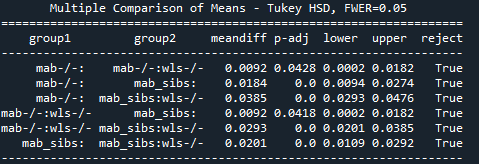 Multiple Comparison of Means - Tukey HSD, FWER=0.05
================================================================
group1 group2 meandiff p-adj lower upper reject
----------------------------------------------------------------
mab-/-: mab-/-:wls-/- 0.0092 0.0428 0.0002 0.0182 True
mab-/-: mab_sibs: 0.0184 0.0 0.0094 0.0274 True
mab-/-: mab_sibs:wls-/- 0.0385 0.0 0.0293 0.0476 True
mab-/-:wls-/- mab_sibs: 0.0092 0.0418 0.0002 0.0182 True
mab-/-:wls-/- mab_sibs:wls-/- 0.0293 0.0 0.0201 0.0385 True
mab_sibs: mab_sibs:wls-/- 0.0201 0.0 0.0109 0.0292 True
----------------------------------------------------------------